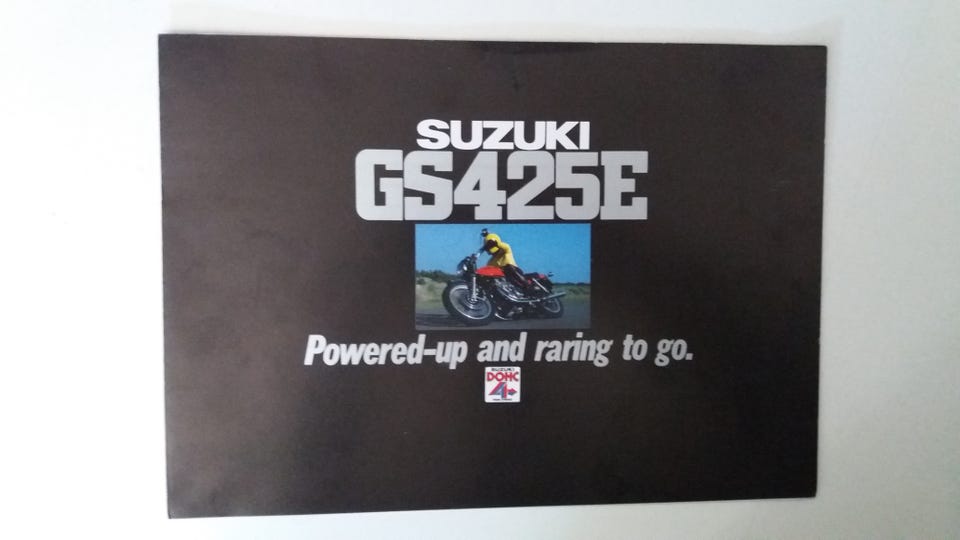 SUZUKI
GS425E
Powered-up and raring to go.
SUZUKI
DOHC
4